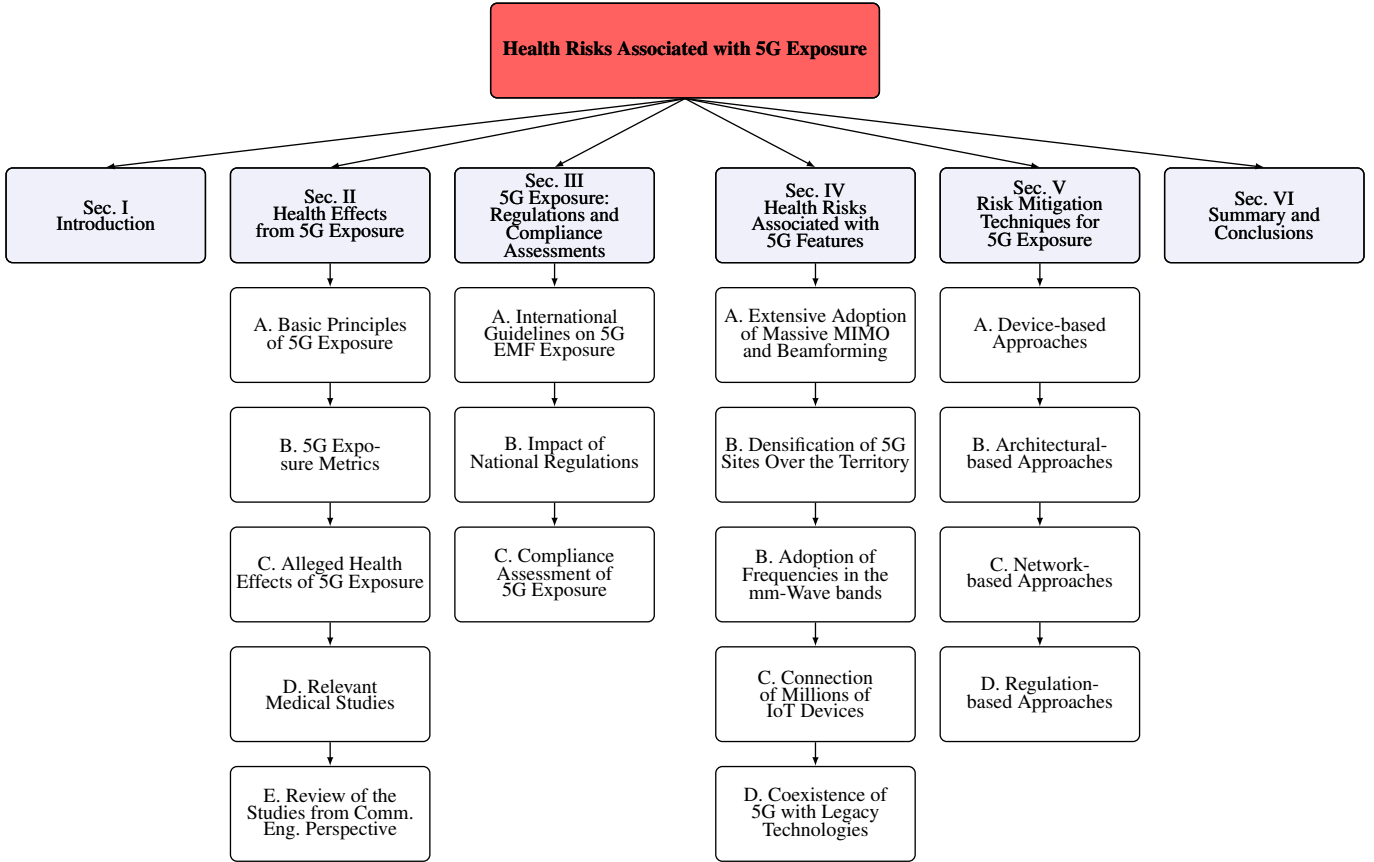 Health Risks Associated with 5G Exposure
Sec. I
Introduction
Sec. II
Health Effects
from 5G Exposure
Sec. III
5G Exposure:
Regulations and
Compliance
Assessments
Sec. IV
Health Risks
Associated with
5G Features
Sec. V
Risk Mitigation
Techniques for
5G Exposure
Sec. VI
Summary and
Conclusions
A. Basic Principles
of 5G Exposure
B. 5G Expo-
sure Metrics
C. Alleged Health
Effects of 5G Exposure
D. Relevant
Medical Studies
E. Review of the
Studies from Comm.
Eng. Perspective
A. International
Guidelines on 5G
EMF Exposure
B. Impact of
National Regulations
C. Compliance
Assessment of
5G Exposure
A. Extensive Adoption
of Massive MIMO
and Beamforming
B. Densification of 5G
Sites Over the Territory
B. Adoption of
Frequencies in the
mm-Wave bands
C. Connection
of Millions of
IoT Devices
D. Coexistence of
5G with Legacy
Technologies
A. Device-based
Approaches
B. Architectural-
based Approaches
C. Network-
based Approaches
D. Regulation-
based Approaches